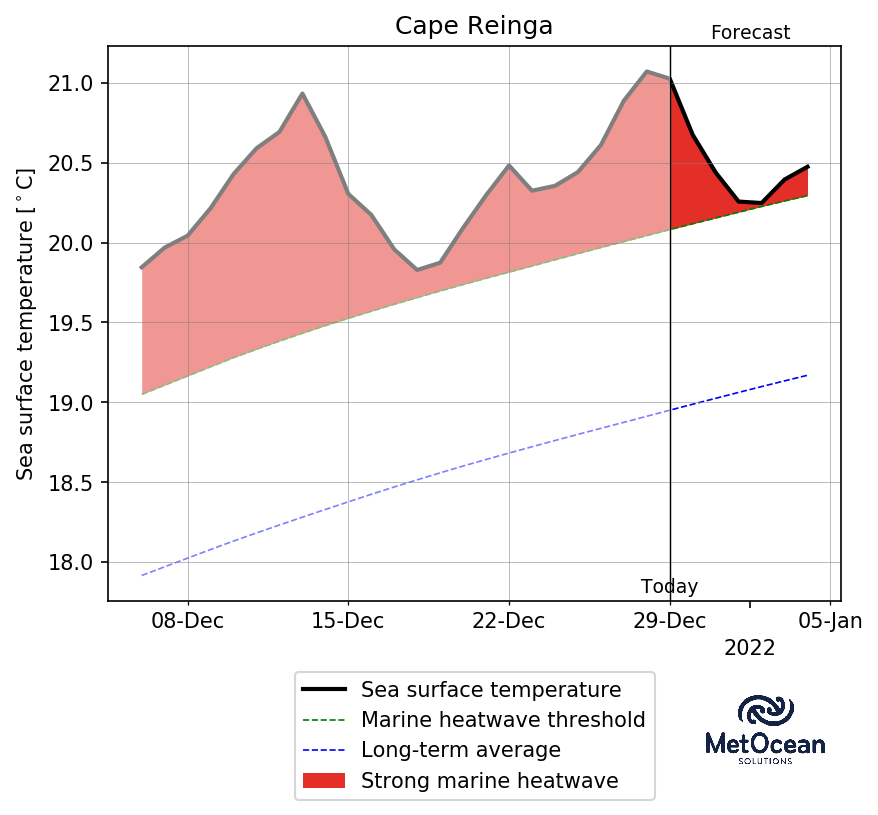 Cape Reinga
Forecast
Sea surface temperature [°C]
21.0
20.5
20.0
19.5
19.0
18.5
18.0
Today
08-Dec 15-Dec 22-Dec 29-Dec 05-Jan
2022
Sea surface temperature
Marine heatwave threshold
Long-term average
Strong marine heatwave
MetOcean
SOLUTIONS